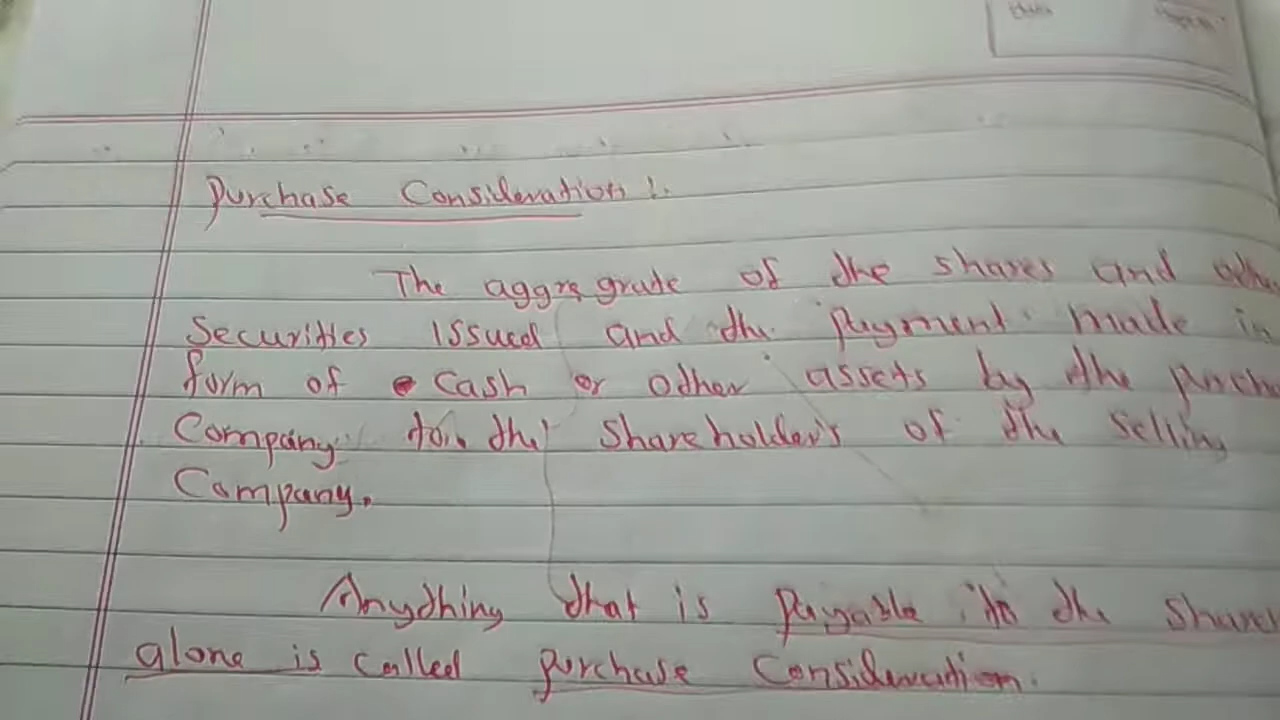 Purchase Consideration :.
The aggregrate of the shares and
Securities issued and the payment made in
form of cash or other assets by the
Company to the Shareholder's of the selling
Company.
Anything that is payable to the
alone is called purchase Consideration.